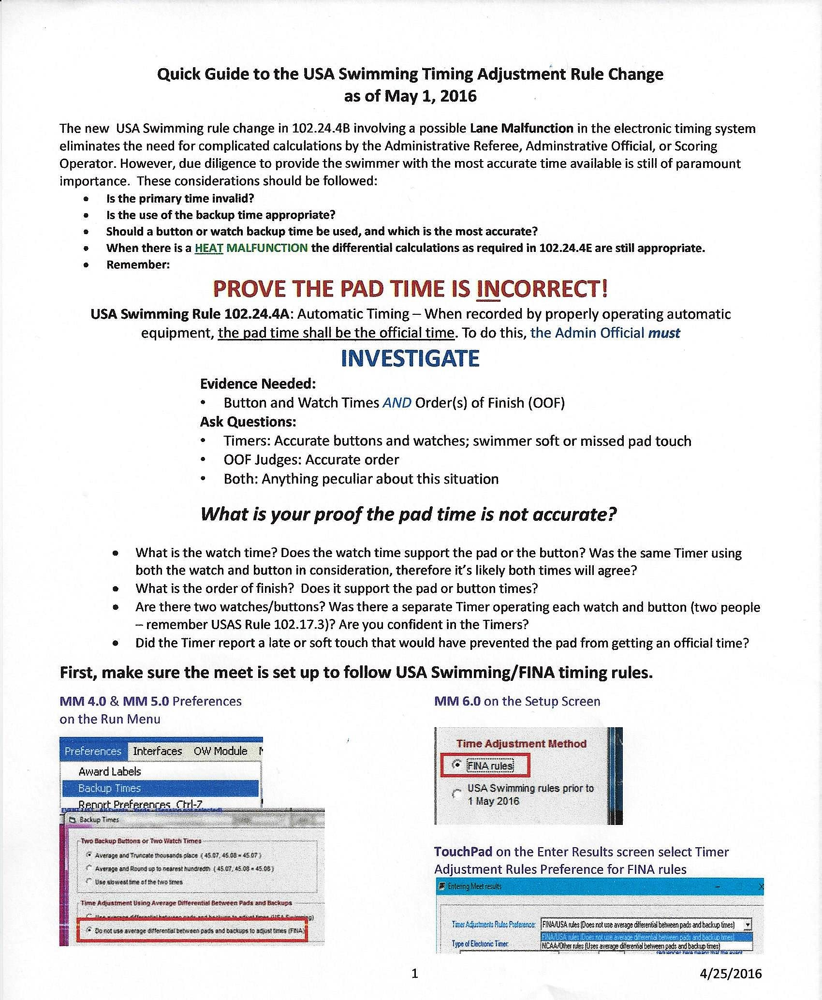 Quick Guide to the USA Swimming Timing Adjustment Rule Change
as of May 1, 2016
The new USA Swimming rule change in 102.24.4B involving a possible Lane Malfunction in the electronic timing system
eliminates the need for complicated calculations by the Administrative Referee, Adminstrative Official, or Scoring
Operator. However, due diligence to provide the swimmer with the most accurate time available is still of paramount
importance. These considerations should be followed:
• Is the primary time invalid?
• Is the use of the backup time appropriate?
• Should a button or watch backup time be used, and which is the most accurate?
• When there is a HEAT MALFUNCTION the differential calculations as required in 102.24.4E are still appropriate.
• Remember:
PROVE THE PAD TIME IS INCORRECT!
USA Swimming Rule 102.24.4A: Automatic Timing – When recorded by properly operating automatic
equipment, the pad time shall be the official time. To do this, the Admin Official must
INVESTIGATE
Evidence Needed:
• Button and Watch Times AND Order(s) of Finish (OOF)
Ask Questions:
• Timers: Accurate buttons and watches; swimmer soft or missed pad touch
• OOF Judges: Accurate order
• Both: Anything peculiar about this situation
What is your proof the pad time is not accurate?
• What is the watch time? Does the watch time support the pad or the button? Was the same Timer using
both the watch and button in consideration, therefore it's likely both times will agree?
• What is the order of finish? Does it support the pad or button times?
• Are there two watches/buttons? Was there a separate Timer operating each watch and button (two people
– remember USAS Rule 102.17.3)? Are you confident in the Timers?
• Did the Timer report a late or soft touch that would have prevented the pad from getting an official time?
First, make sure the meet is set up to follow USA Swimming/FINA timing rules.
MM 4.0 & MM 5.0 Preferences
on the Run Menu
Preferences Interfaces OW Module
Award Labels
Backup Times
Report Preferences Ctrl-Z
Backup Times
Two Backup Buttons or Two Watch Times
Average and Truncate thousands place ( 45.07, 45.08 = 45.07 )
Average and Round up to nearest hundredth ( 45.07, 45.08 = 45.08 )
Use slowest time of the two times
Time Adjustment Using Average Differential Between Pads and Backups
Use average differential between pads and backups to adjust times (USA Swimming)
Do not use average differential between pads and backups to adjust times (FINA)
MM 6.0 on the Setup Screen
Time Adjustment Method
FINA rules
USA Swimming rules prior to
1 May 2016
TouchPad on the Enter Results screen select Timer
Adjustment Rules Preference for FINA rules
Entering Meet results
Timer Adjustments Rules Preference: FINA/USA rules (Does not use average differential between pads and backup times)
FINA/USA rules (Does not use average differential between pads and backup times)
Type of Electronic Timer: NCAA/Other rules (Uses average differential between pads and backup times)
1
4/25/2016